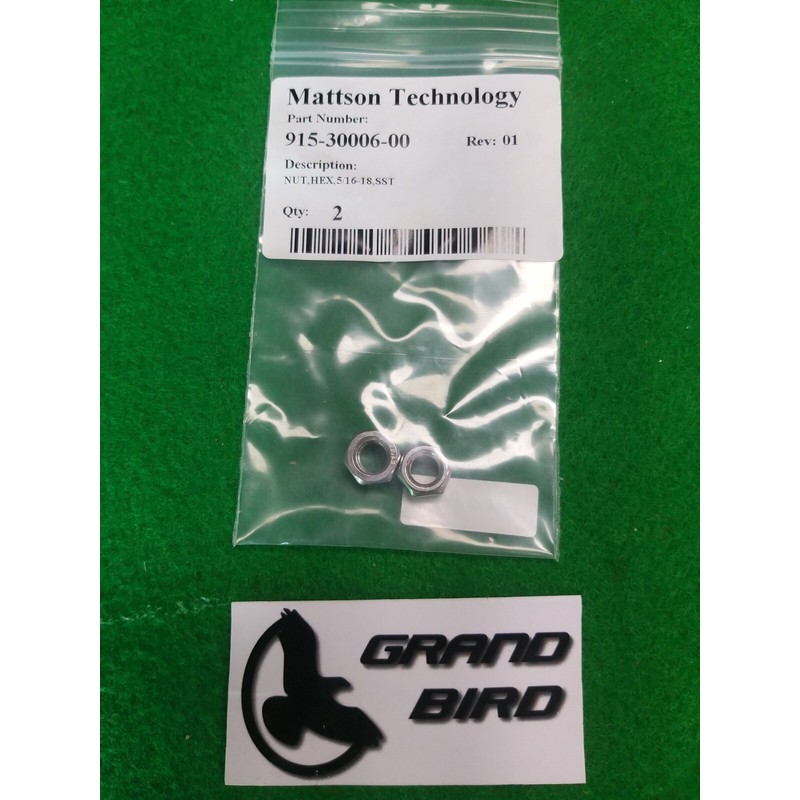 Mattson Technology
Part Number:
915-30006-00 Rev: 01
Description:
NUT,HEX,5/16-18,SST
Qty: 2
GRAND
BIRD